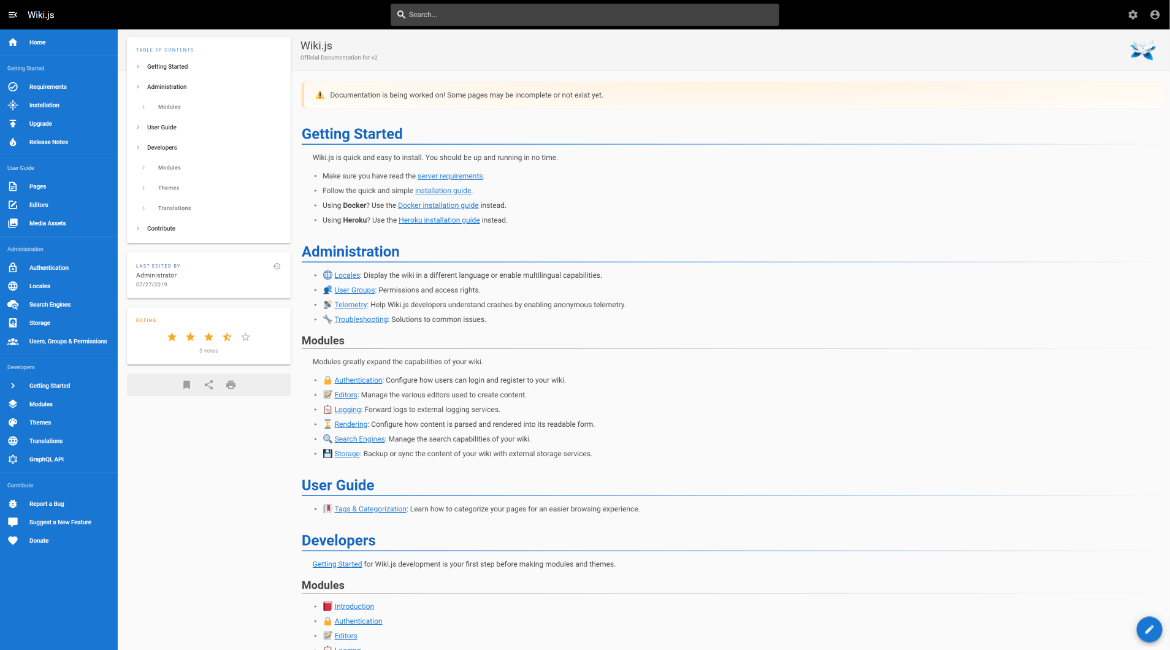 Wiki.js
Search...
Home
Getting Started
Requirements
Installation
Upgrade
Release Notes
User Guide
Pages
Editors
Media Assets
Administration
Authentication
Locales
Search Engines
Storage
Users, Groups & Permissions
Developers
Getting Started
Modules
Themes
Translations
GraphQL API
Contribute
Report a Bug
Suggest a New Feature
Donate
TABLE OF CONTENTS
Getting Started
Administration
Modules
User Guide
Developers
Modules
Themes
Translations
Contribute
LAST EDITED BY
Administrator
07/27/2019
RATING
8 votes
Wiki.js
Official Documentation for v2
Documentation is being worked on! Some pages may be incomplete or not exist yet.
Getting Started
Wiki.js is quick and easy to install. You should be up and running in no time.
Make sure you have read the server requirements.
Follow the quick and simple installation guide.
Using Docker? Use the Docker installation guide instead.
Using Heroku? Use the Heroku installation guide instead.
Administration
Locales: Display the wiki in a different language or enable multilingual capabilities.
User Groups: Permissions and access rights.
Telemetry: Help Wiki.js developers understand crashes by enabling anonymous telemetry.
Troubleshooting: Solutions to common issues.
Modules
Modules greatly expand the capabilities of your wiki.
Authentication: Configure how users can login and register to your wiki.
Editors: Manage the various editors used to create content.
Logging: Forward logs to external logging services.
Rendering: Configure how content is parsed and rendered into its readable form.
Search Engines: Manage the search capabilities of your wiki.
Storage: Backup or sync the content of your wiki with external storage services.
User Guide
Tags & Categorization: Learn how to categorize your pages for an easier browsing experience.
Developers
Getting Started for Wiki.js development is your first step before making modules and themes.
Modules
Introduction
Authentication
Editors
Logging